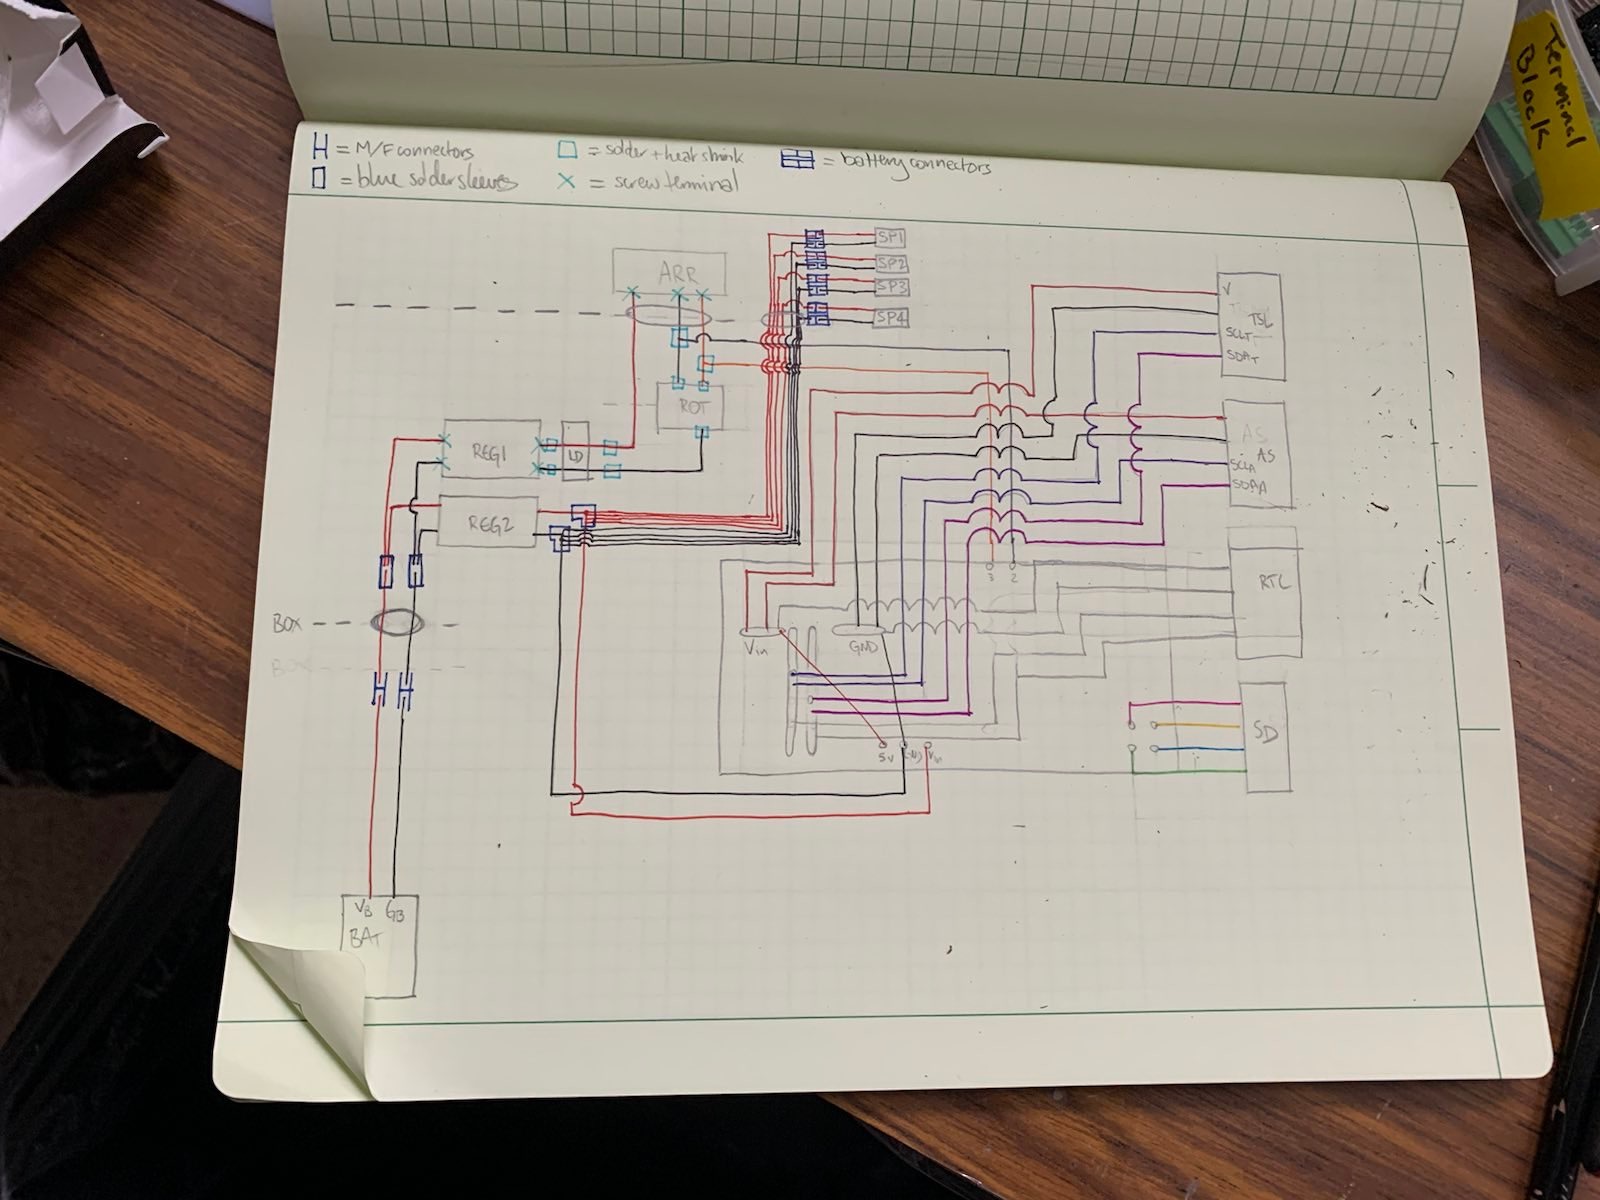 = M/F connectors
= solder + heat shrink
= battery connectors
= blue solder sleeves
× = screw terminal
Terminal
Block
SP1
SP2
SP3
SP4
ARR
V
TSL
SCLT
SDAT
ROT
REG1
LD
AS
AS
SCLA
SDAA
REG2
3 2
RTC
BOX
BOX
Vin
GND
SD
5V GND Vin
VB GB
BAT